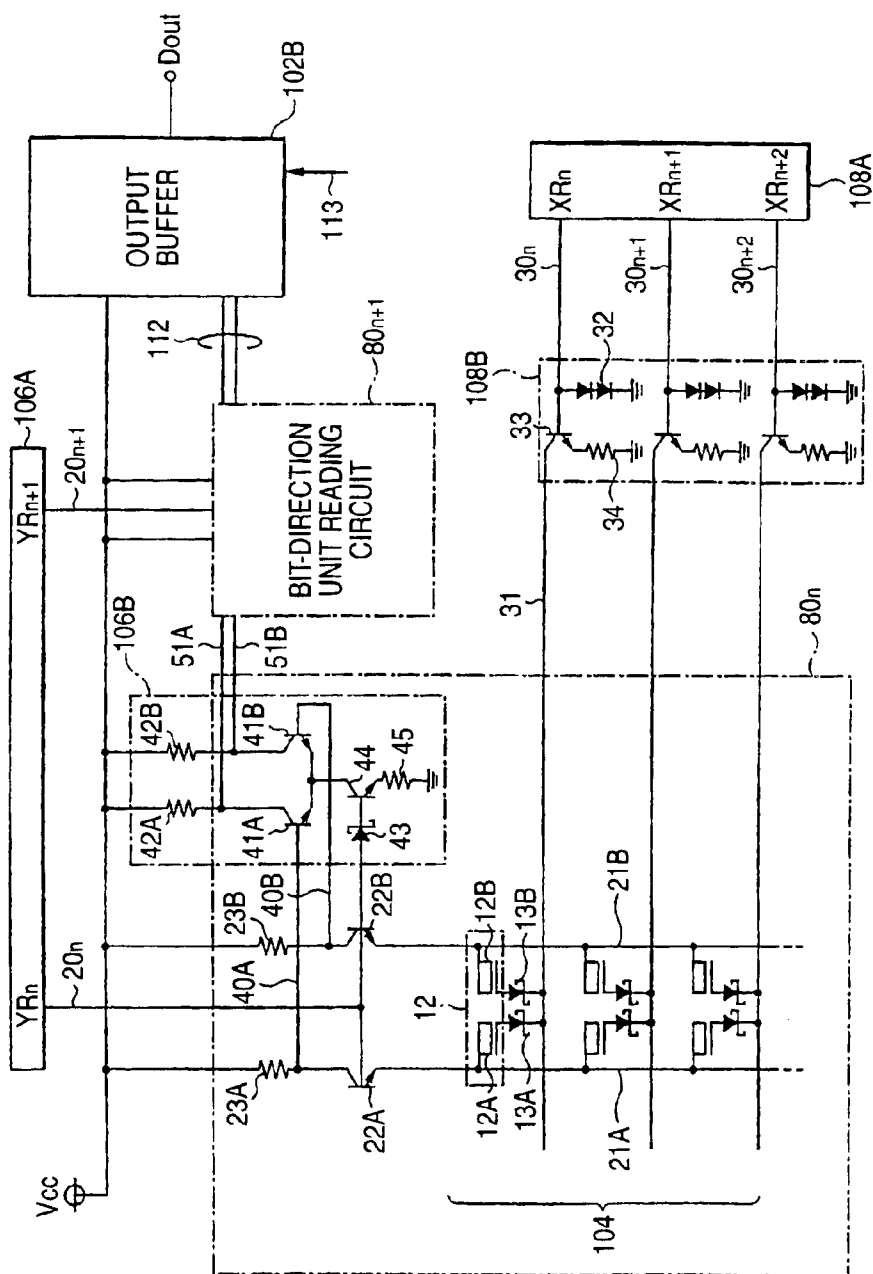 Vcc
YRn
YRn+1
106A
20n
20n+1
OUTPUT
BUFFER
102B
Dout
113
112
80n+1
BIT-DIRECTION
UNIT READING
CIRCUIT
106B
51A
51B
42A
42B
41A
41B
44
45
43
23A
23B
40A
40B
22A
22B
12
12A
12B
13A
13B
21A
21B
104
80n
31
108B
33
32
34
30n
30n+1
30n+2
XRn
XRn+1
XRn+2
108A